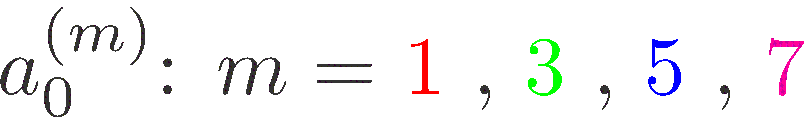 a_0^{(m)}: m = 1 , 3 , 5 , 7